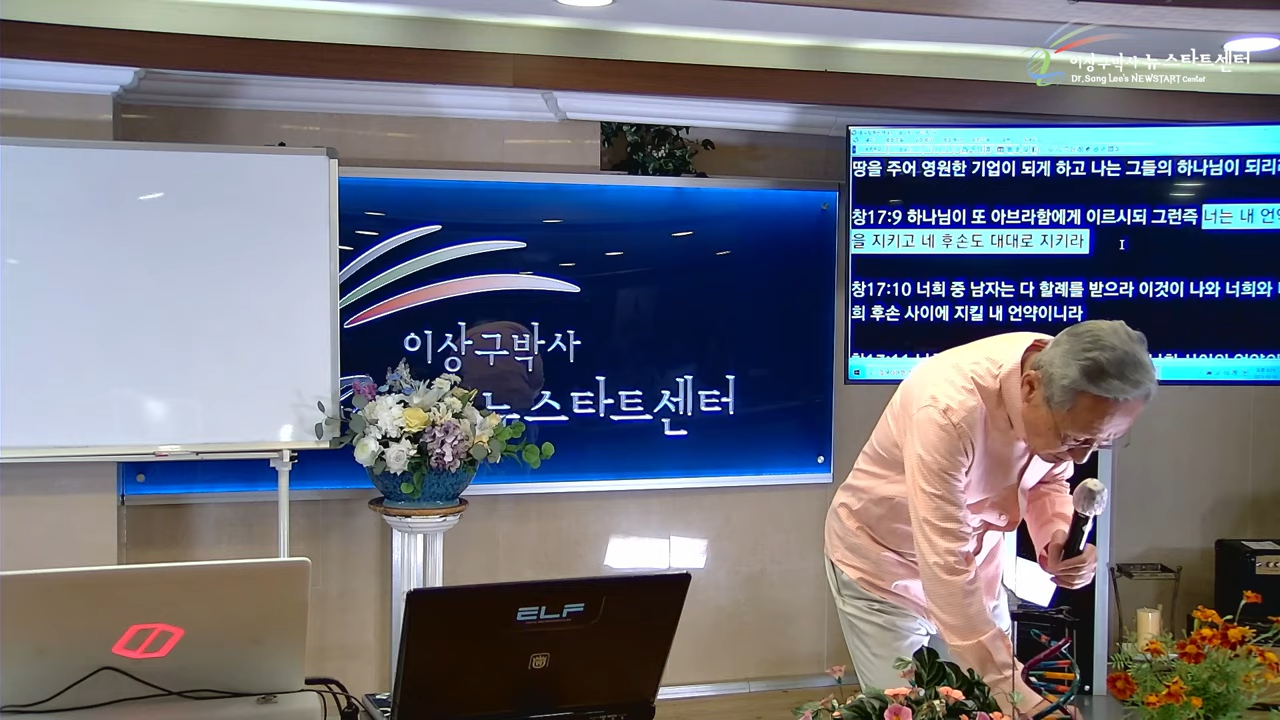 이상구박사 뉴스타트센터
Dr. Sang Lee's NEWSTART Center
땅을 주어 영원한 기업이 되게 하고 나는 그들의 하나님이 되리
창17:9 하나님이 또 아브라함에게 이르시되 그런즉 너는 내 언
을 지키고 네 후손도 대대로 지키라
창17:10 너희 중 남자는 다 할례를 받으라 이것이 나와 너희와
희 후손 사이에 지킬 내 언약이니라
이상구박사
뉴스타트센터
ELF